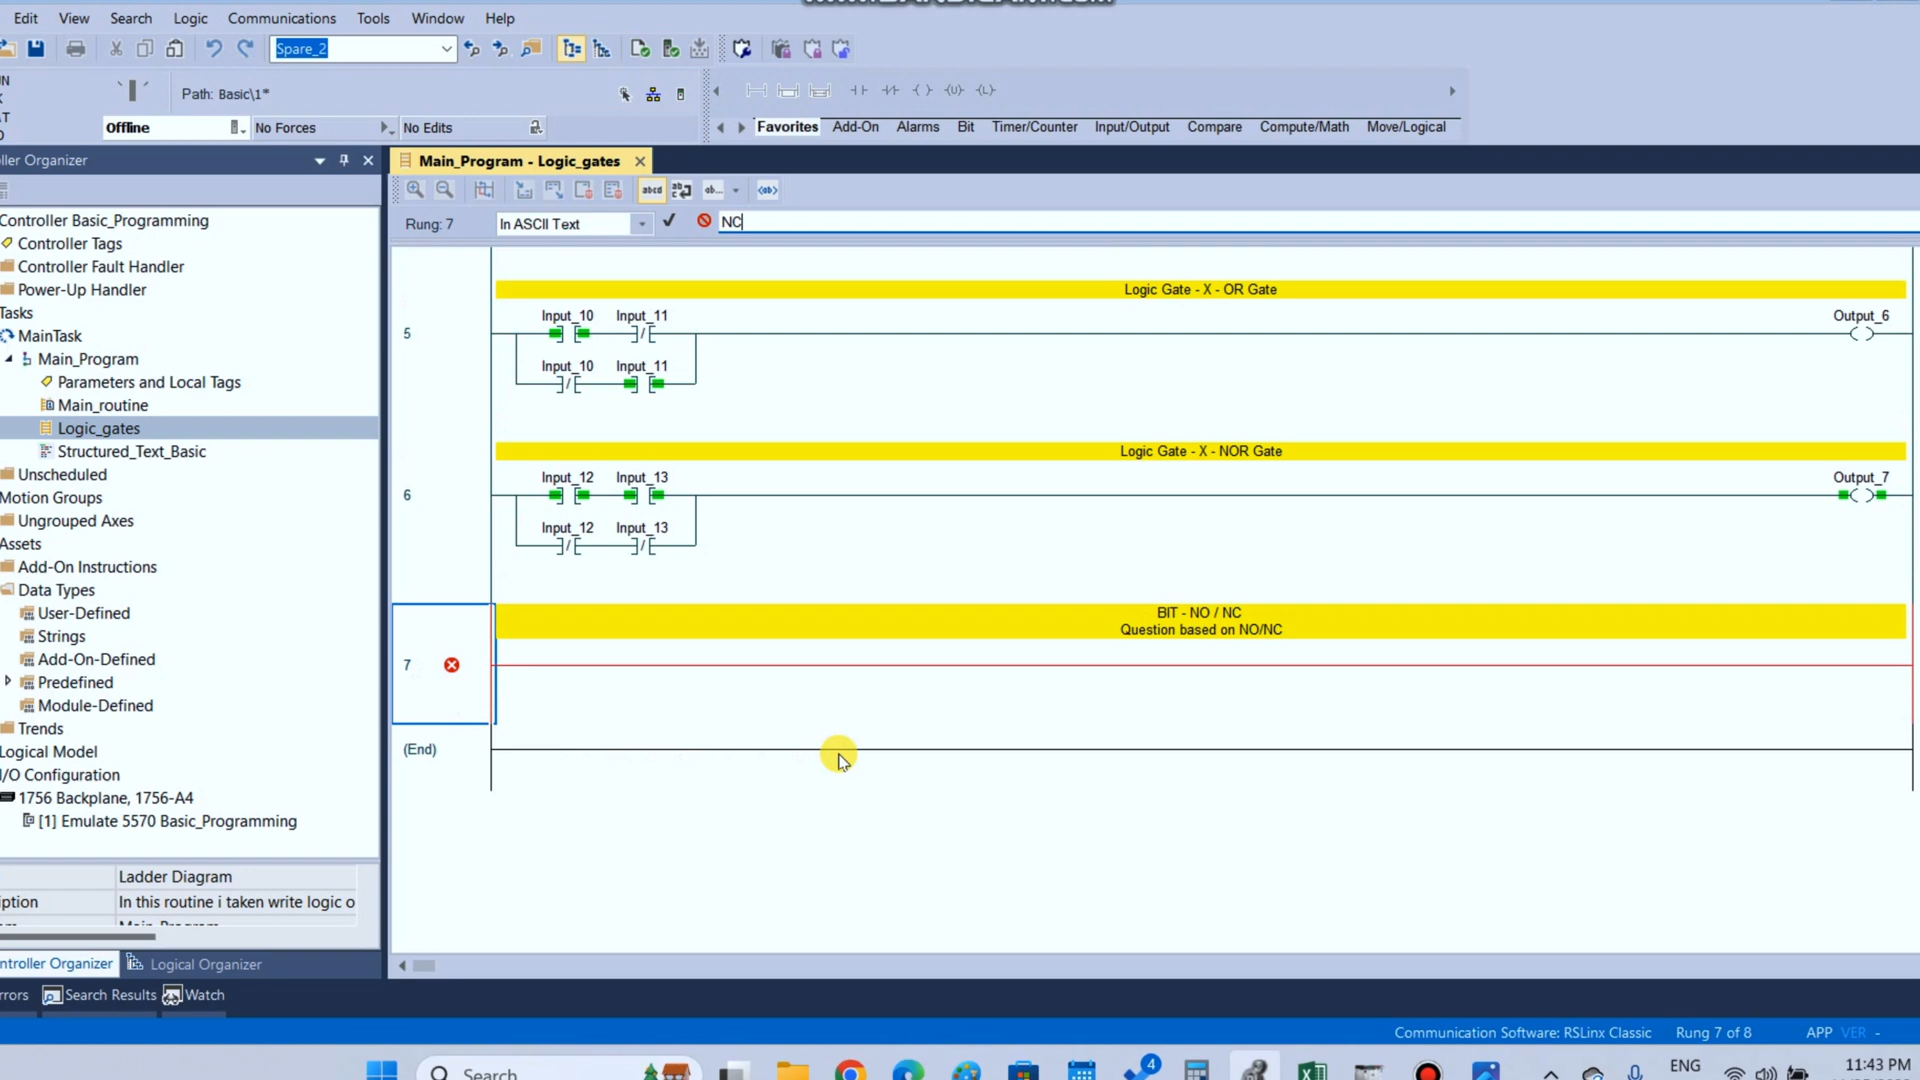 Edit View Search Logic Communications Tools Window Help
Spare_2
Path: Basic\1*
Offline No Forces No Edits
Favorites Add-On Alarms Bit Timer/Counter Input/Output Compare Compute/Math Move/Logical
Main_Program - Logic_gates
Rung: 7 In ASCII Text NC
Controller Basic_Programming
Controller Tags
Controller Fault Handler
Power-Up Handler
Tasks
MainTask
Main_Program
Parameters and Local Tags
Main_routine
Logic_gates
Structured_Text_Basic
Unscheduled
Motion Groups
Ungrouped Axes
Assets
Add-On Instructions
Data Types
User-Defined
Strings
Add-On-Defined
Predefined
Module-Defined
Trends
Logical Model
I/O Configuration
1756 Backplane, 1756-A4
[1] Emulate 5570 Basic_Programming
Ladder Diagram
In this routine i taken write logic o
Logical Organizer
Search Results Watch
Logic Gate - X - OR Gate
Input_10 Input_11 Output_6
5
Input_10 Input_11
Logic Gate - X - NOR Gate
Input_12 Input_13 Output_7
6
Input_12 Input_13
BIT - NO / NC
Question based on NO/NC
7
(End)
Communication Software: RSLinx Classic Rung 7 of 8 APP VER
Search
4
ENG
11:43 PM